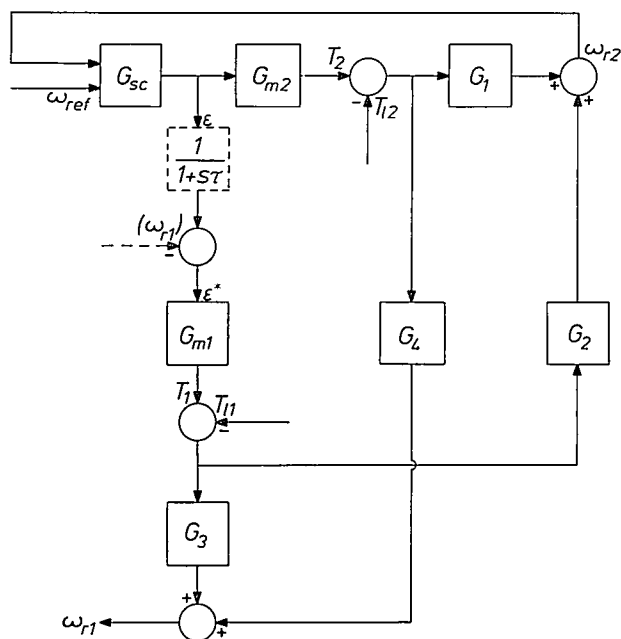 ω_r2
G_sc
G_m2
T_2
G_1
+
+
-
T_l2
ω_ref
ε
1
1+sτ
(ω_r1)
-
ε*
G_m1
G_4
G_2
T_1
T_l1
-
G_3
+
ω_r1
+